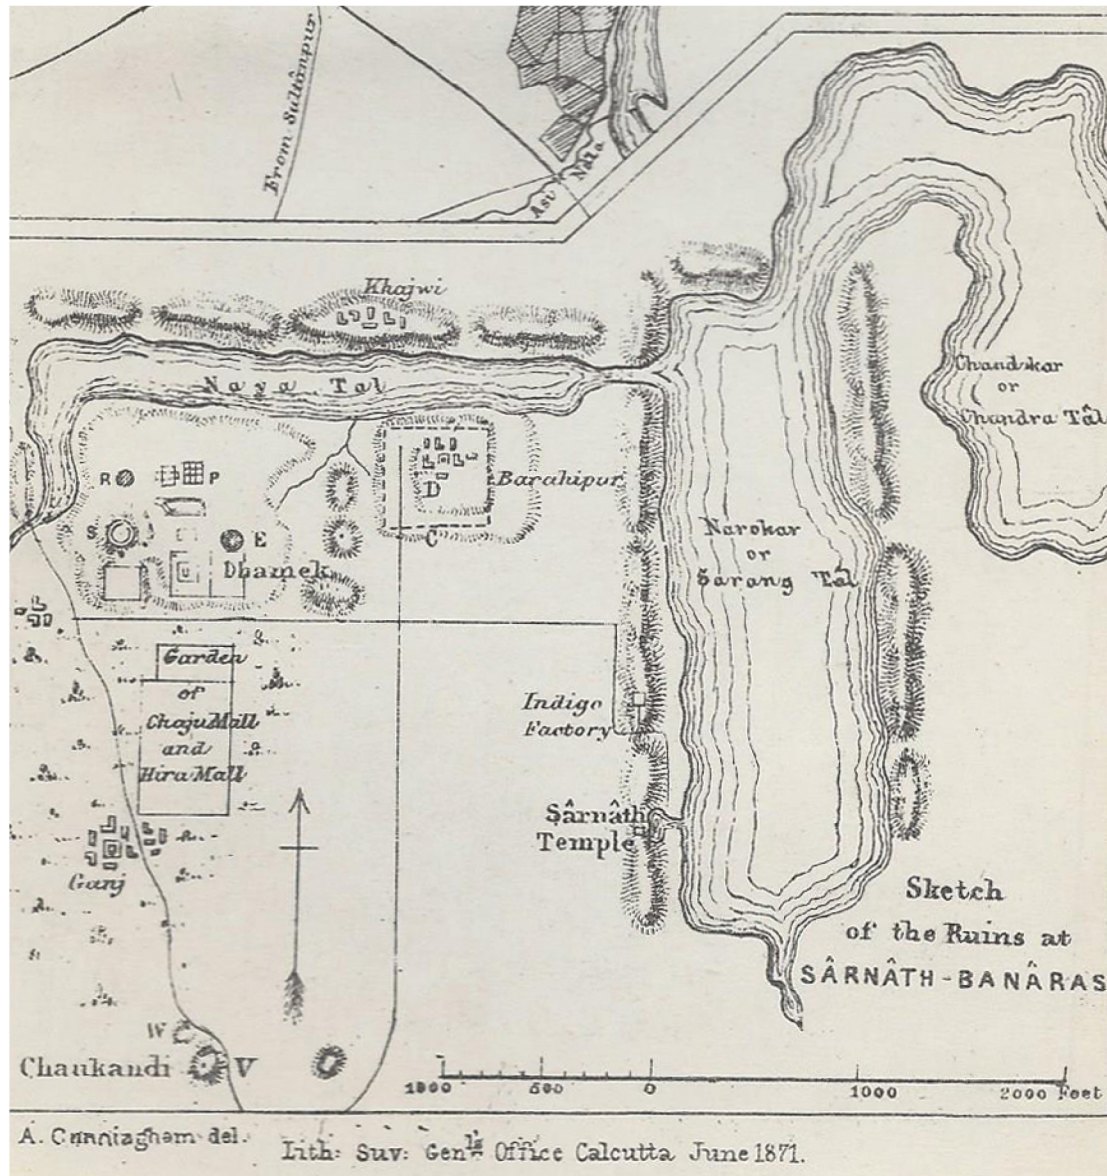 From Sultânpur
Asi Nala
Khajwi
Naya Tal
Chandkar
or
Chandra Tâl
R
P
D
Barahipur
S
E
C
Dhamek
U
Narokar
or
Sarang Tal
Garden
of
Chaju Mall
and
Hira Mall
Indigo
Factory
Sârnâth
Temple
Ganj
Sketch
of the Ruins at
SÂRNÂTH-BANÂRAS
W
Chaukandi
V
1000 500 0 1000 2000 Feet
A. Cunningham del.
Lith: Suv: Genls Office Calcutta June 1871.